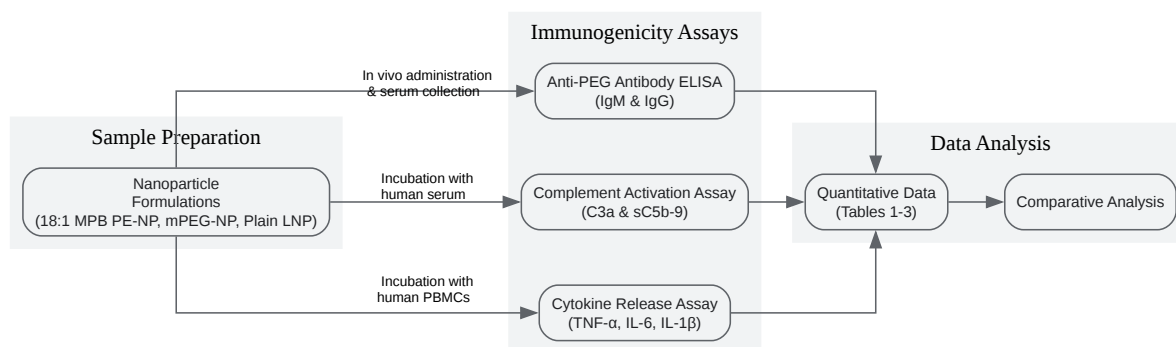 Sample Preparation
Nanoparticle
Formulations
(18:1 MPB PE-NP, mPEG-NP, Plain LNP)
In vivo administration
& serum collection
Incubation with
human serum
Incubation with
human PBMCs
Immunogenicity Assays
Anti-PEG Antibody ELISA
(IgM & IgG)
Complement Activation Assay
(C3a & sC5b-9)
Cytokine Release Assay
(TNF-α, IL-6, IL-1β)
Data Analysis
Quantitative Data
(Tables 1-3)
Comparative Analysis